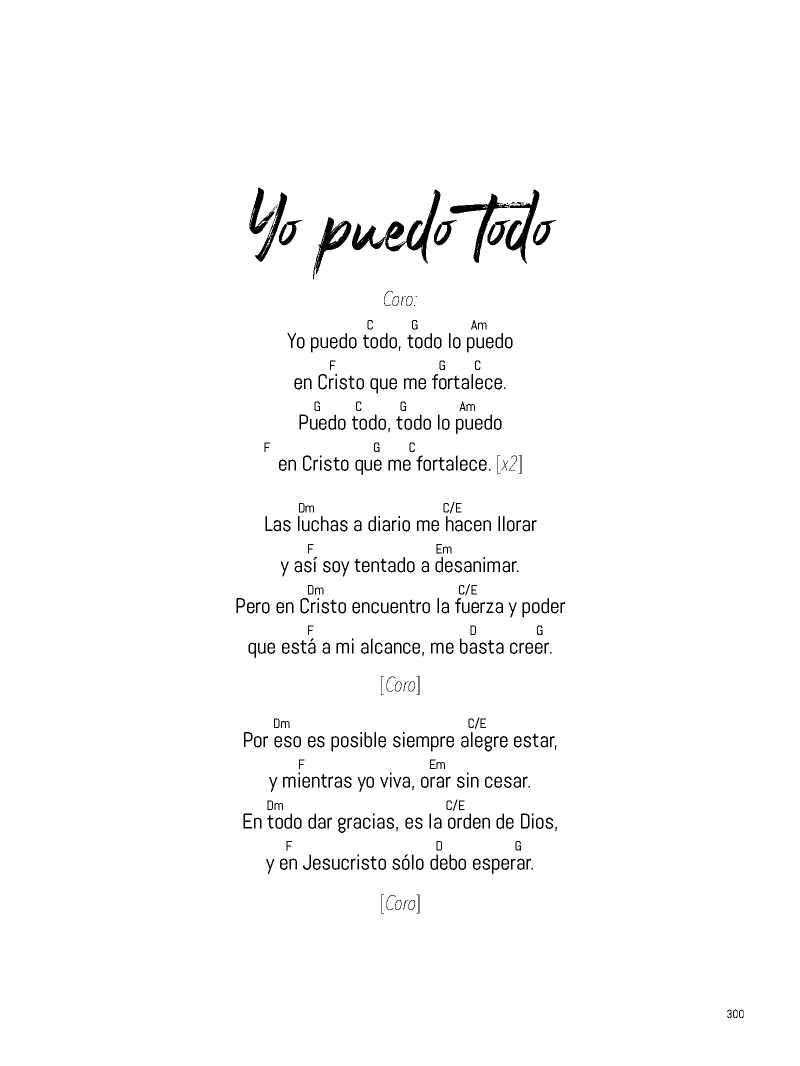 Yo puedo todo
Coro:
C G Am
Yo puedo todo, todo lo puedo
F G C
en Cristo que me fortalece.
G C G Am
Puedo todo, todo lo puedo
F G C
en Cristo que me fortalece. [x2]
Dm C/E
Las luchas a diario me hacen llorar
F Em
y así soy tentado a desanimar.
Dm C/E
Pero en Cristo encuentro la fuerza y poder
F D G
que está a mi alcance, me basta creer.
[Coro]
Dm C/E
Por eso es posible siempre alegre estar,
F Em
y mientras yo viva, orar sin cesar.
Dm C/E
En todo dar gracias, es la orden de Dios,
F D G
y en Jesucristo sólo debo esperar.
[Coro]
300